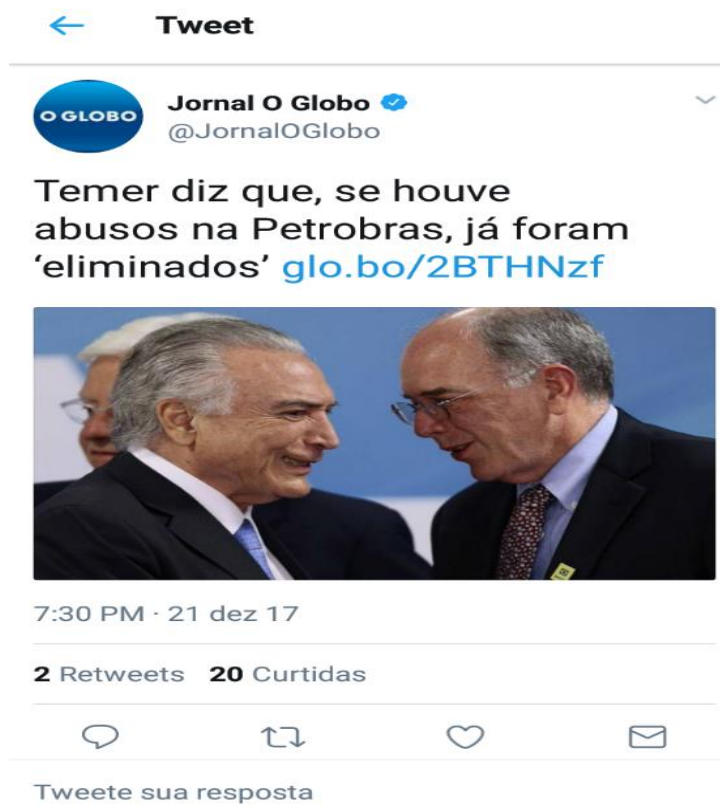 Tweet
O GLOBO
Jornal O Globo
@JornalOGlobo
Temer diz que, se houve
abusos na Petrobras, já foram
‘eliminados’ glo.bo/2BTHNzf
7:30 PM · 21 dez 17
2 Retweets 20 Curtidas
Tweete sua resposta